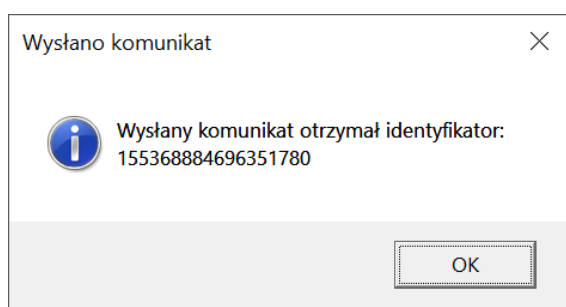 Wysłano komunikat
Wysłany komunikat otrzymał identyfikator:
155368884696351780
OK